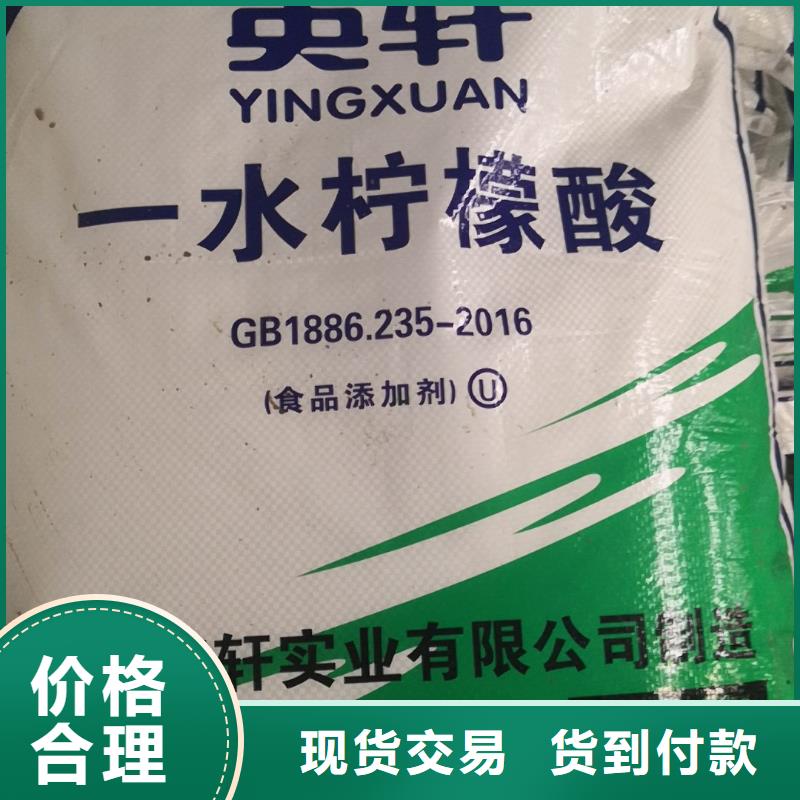 英轩
YINGXUAN
一水柠檬酸
GB1886.235-2016
(食品添加剂) U
轩实业有限公司制造
价格
合理
现货交易 货到付款